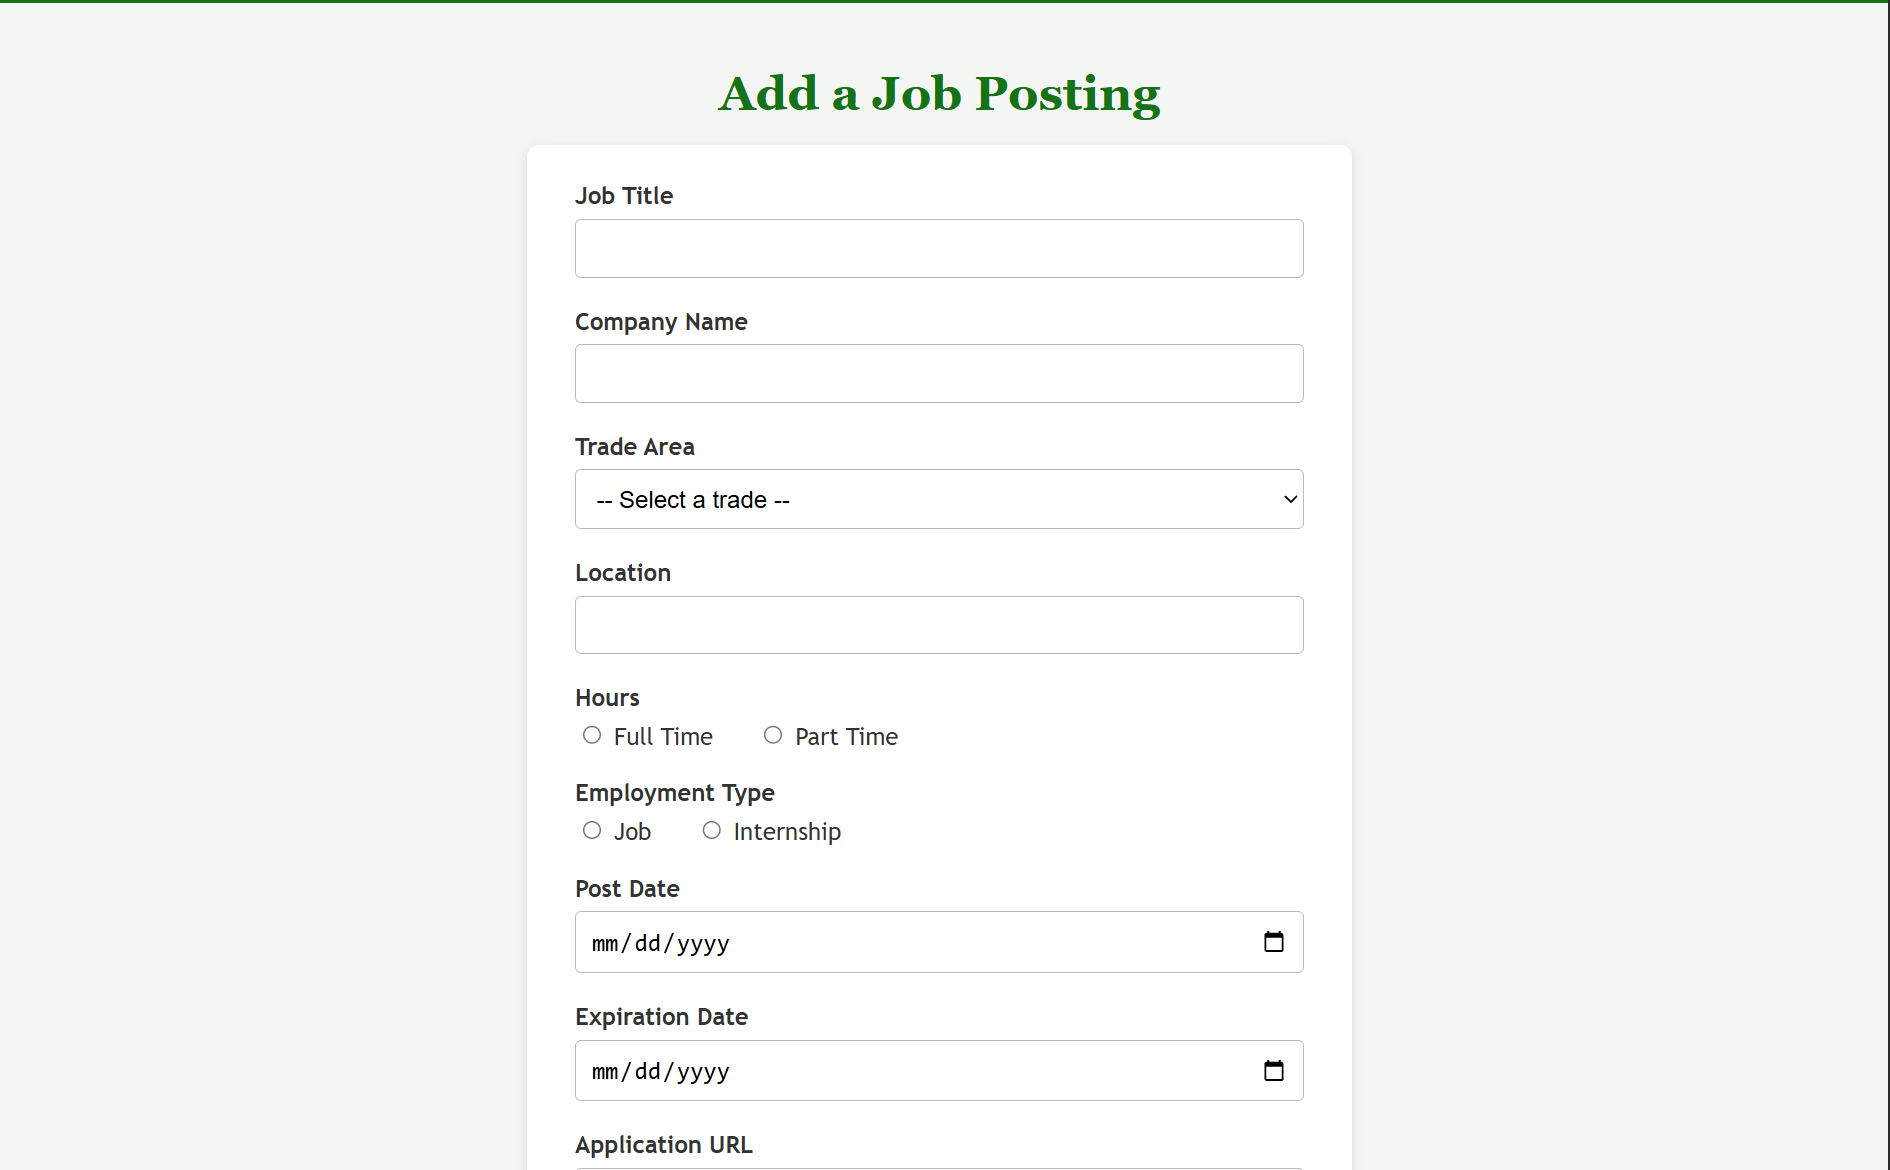 Add a Job Posting
Job Title
Company Name
Trade Area
-- Select a trade --
Location
Hours
Full Time Part Time
Employment Type
Job Internship
Post Date
mm/dd/yyyy
Expiration Date
mm/dd/yyyy
Application URL